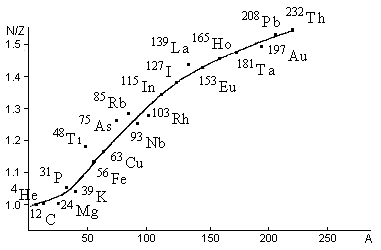 N/Z
208Pb 232Th
1.5
139La 165Ho
197Au
127I
181Ta
1.4
115In 153Eu
85Rb
1.3
75As
103Rh
1.2
48T1
93Nb
63Cu
1.1
31P
56Fe
4He
39K
1.0
12C 24Mg
50 100 150 200 250 A